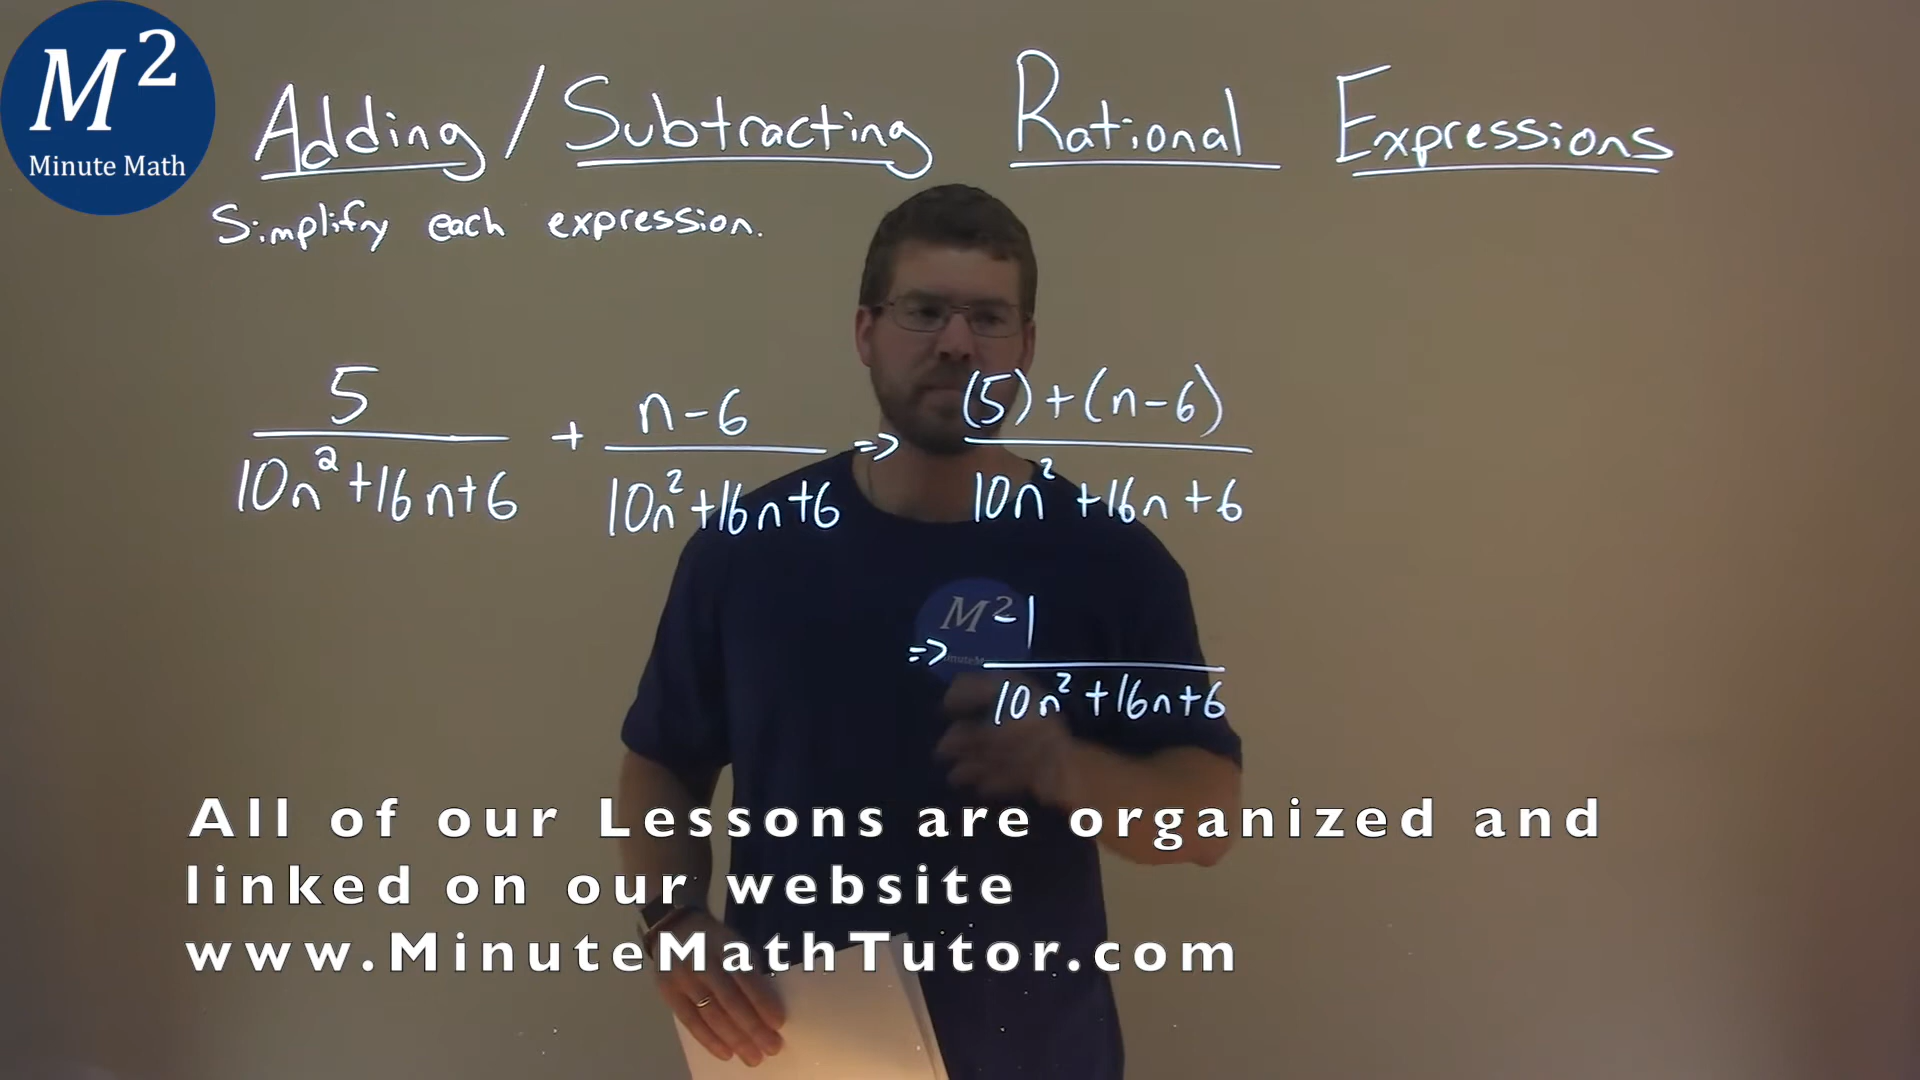 M²
Minute Math
Adding/Subtracting Rational Expressions
Simplify each expression.
5/(10n²+16n+6) + (n-6)/(10n²+16n+6) => ((5)+(n-6))/(10n²+16n+6)
M²
=> -1/(10n²+16n+6)
All of our Lessons are organized and
linked on our website
www.MinuteMathTutor.com